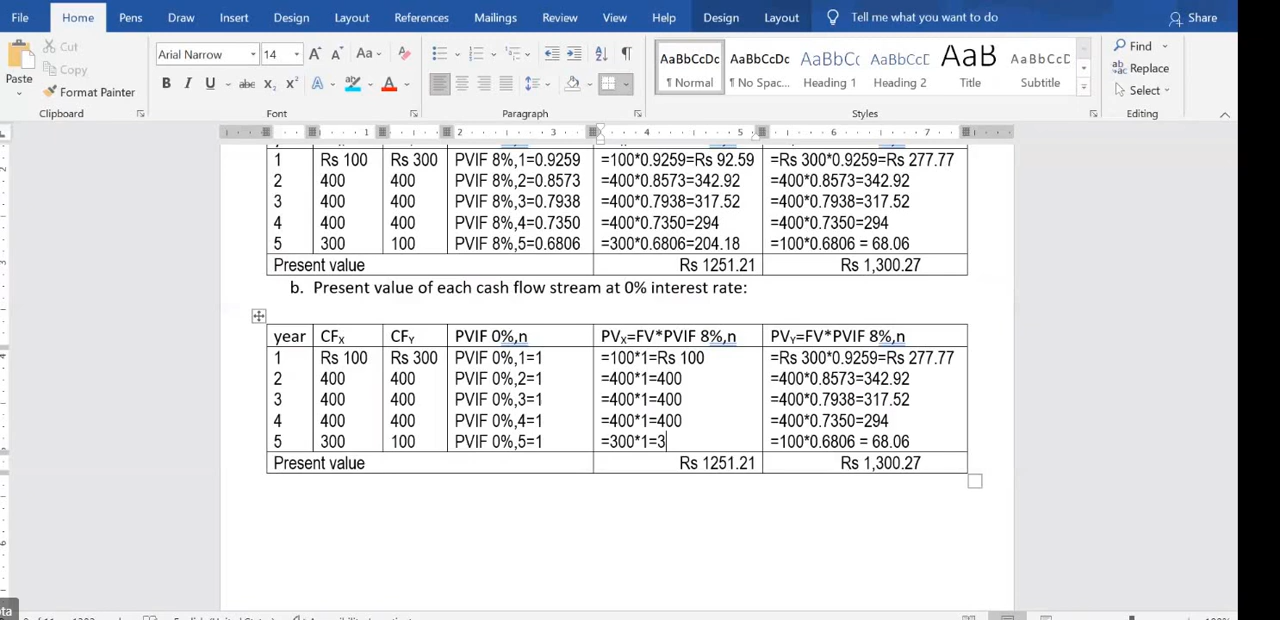 File Home Pens Draw Insert Design Layout References Mailings Review View Help Design Layout Tell me what you want to do Share
Paste Cut Copy Format Painter
Arial Narrow 14 A A Aa
B I U abc x₂ x² A A
AaBbCcDc AaBbCcDc AaBbCc AaBbCcD AaB AaBbCcD
¶ Normal ¶ No Spac... Heading 1 Heading 2 Title Subtitle
Find Replace Select
Clipboard Font Paragraph Styles Editing
1 2 3 4 5 6 7
1 Rs 100 Rs 300 PVIF 8%,1=0.9259 =100*0.9259=Rs 92.59 =Rs 300*0.9259=Rs 277.77
2 400 400 PVIF 8%,2=0.8573 =400*0.8573=342.92 =400*0.8573=342.92
3 400 400 PVIF 8%,3=0.7938 =400*0.7938=317.52 =400*0.7938=317.52
4 400 400 PVIF 8%,4=0.7350 =400*0.7350=294 =400*0.7350=294
5 300 100 PVIF 8%,5=0.6806 =300*0.6806=204.18 =100*0.6806 = 68.06
Present value Rs 1251.21 Rs 1,300.27
b. Present value of each cash flow stream at 0% interest rate:
year CFX CFY PVIF 0%,n PVX=FV*PVIF 8%,n PVY=FV*PVIF 8%,n
1 Rs 100 Rs 300 PVIF 0%,1=1 =100*1=Rs 100 =Rs 300*0.9259=Rs 277.77
2 400 400 PVIF 0%,2=1 =400*1=400 =400*0.8573=342.92
3 400 400 PVIF 0%,3=1 =400*1=400 =400*0.7938=317.52
4 400 400 PVIF 0%,4=1 =400*1=400 =400*0.7350=294
5 300 100 PVIF 0%,5=1 =300*1=3 =100*0.6806 = 68.06
Present value Rs 1251.21 Rs 1,300.27